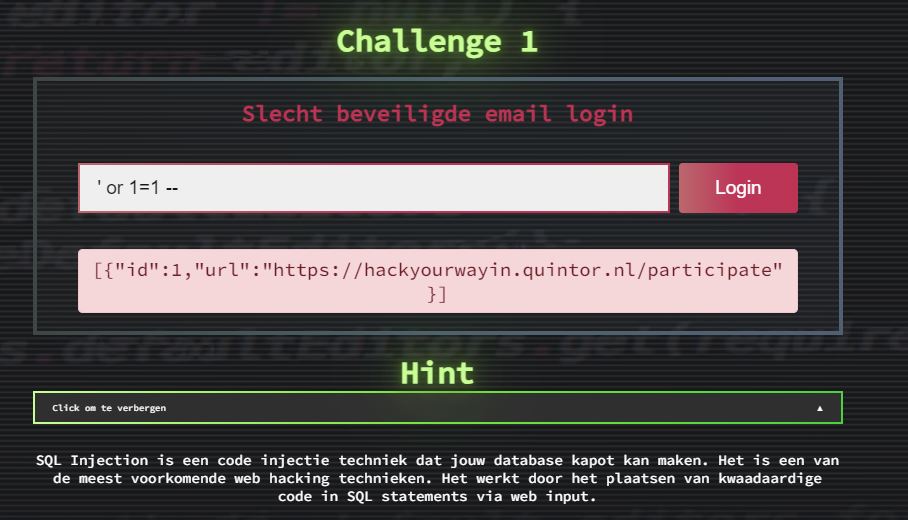 Challenge 1
Slecht beveiligde email login
' or 1=1 --
Login
[{"id":1,"url":"https://hackyourwayin.quintor.nl/participate"
}]
Hint
Click om te verbergen ▲
SQL Injection is een code injectie techniek dat jouw database kapot kan maken. Het is een van
de meest voorkomende web hacking technieken. Het werkt door het plaatsen van kwaadaardige
code in SQL statements via web input.